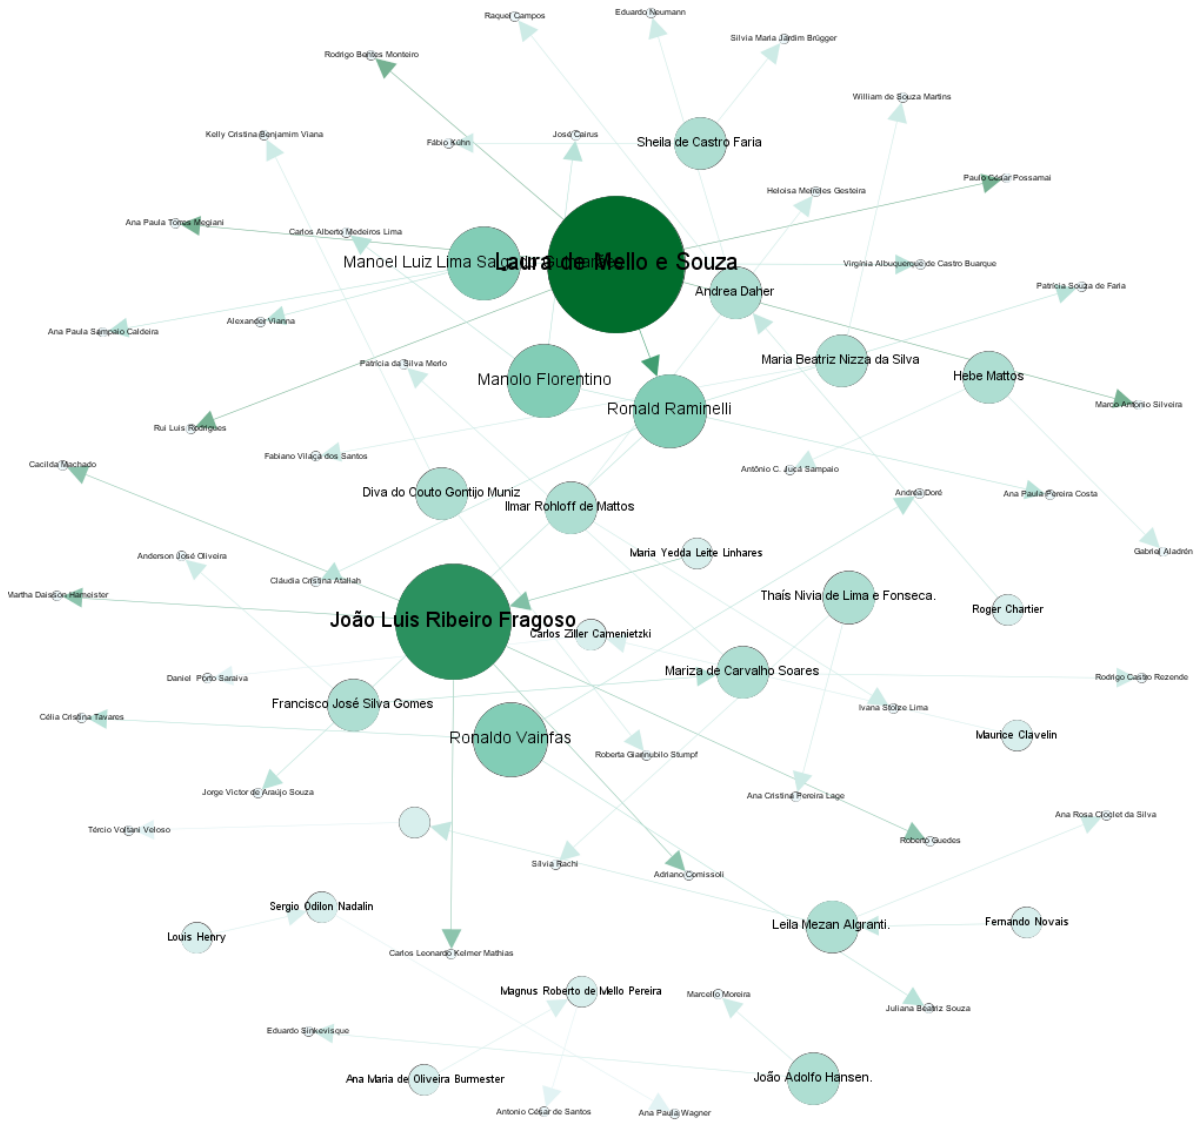 Eduardo Neumann
Raquel Campos
Silvia Maria Jardim Brügger
Rodrigo Bentes Monteiro
William de Souza Martins
Kelly Cristina Benjamim Viana
José Cairus
Fábio Kühn
Sheila de Castro Faria
Paulo César Possamai
Heloisa Meireles Gesteira
Ana Paula Torres Megiani
Carlos Alberto Medeiros Lima
Manoel Luiz Lima Salgado Guimarães
Laura de Mello e Souza
Virgínia Albuquerque de Castro Buarque
Andrea Daher
Patrícia Souza de Faria
Alexander Vianna
Ana Paula Sampaio Caldeira
Patrícia da Silva Merlo
Maria Beatriz Nizza da Silva
Hebe Mattos
Manolo Florentino
Ronald Raminelli
Marco Antônio Silveira
Rui Luis Rodrigues
Fabiano Vilaça dos Santos
Cacilda Machado
Antônio C. Jucá Sampaio
Diva do Couto Gontijo Muniz
Andréa Doré
Ana Paula Pereira Costa
Ilmar Rohloff de Mattos
Maria Yedda Leite Linhares
Gabriel Aladrén
Anderson José Oliveira
Cláudia Cristina Atallah
Martha Daisson Hameister
Thaís Nivia de Lima e Fonseca.
Roger Chartier
João Luis Ribeiro Fragoso
Carlos Ziller Camenietzki
Mariza de Carvalho Soares
Daniel Porto Saraiva
Rodrigo Castro Rezende
Francisco José Silva Gomes
Ivana Stolze Lima
Célia Cristina Tavares
Ronaldo Vainfas
Maurice Clavelin
Roberta Giannubilo Stumpf
Jorge Victor de Araújo Souza
Ana Cristina Pereira Lage
Ana Rosa Cloclet da Silva
Tércio Voltani Veloso
Roberto Guedes
Sílvia Rachi
Adriano Comissoli
Sergio Odilon Nadalin
Leila Mezan Algranti.
Fernando Novais
Louis Henry
Carlos Leonardo Kelmer Mathias
Magnus Roberto de Mello Pereira
Marcello Moreira
Juliana Beatriz Souza
Eduardo Sinkevisque
Ana Maria de Oliveira Burmester
João Adolfo Hansen.
Antonio César de Santos
Ana Paula Wagner